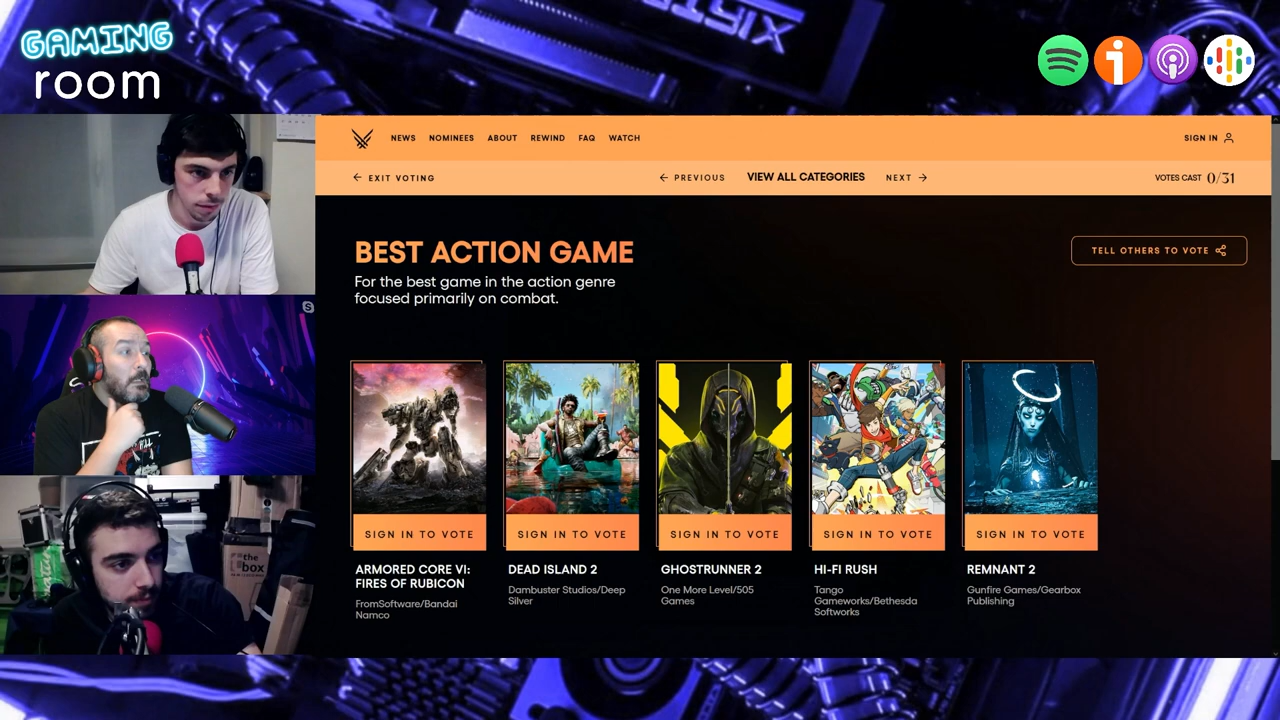 GAMING
room
NEWS NOMINEES ABOUT REWIND FAQ WATCH
SIGN IN
EXIT VOTING
PREVIOUS VIEW ALL CATEGORIES NEXT
VOTES CAST 0/31
BEST ACTION GAME
TELL OTHERS TO VOTE
For the best game in the action genre
focused primarily on combat.
SIGN IN TO VOTE
SIGN IN TO VOTE
SIGN IN TO VOTE
SIGN IN TO VOTE
SIGN IN TO VOTE
ARMORED CORE VI:
FIRES OF RUBICON
FromSoftware/Bandai
Namco
DEAD ISLAND 2
Dambuster Studios/Deep
Silver
GHOSTRUNNER 2
One More Level/505
Games
HI-FI RUSH
Tango
Gameworks/Bethesda
Softworks
REMNANT 2
Gunfire Games/Gearbox
Publishing
the
box